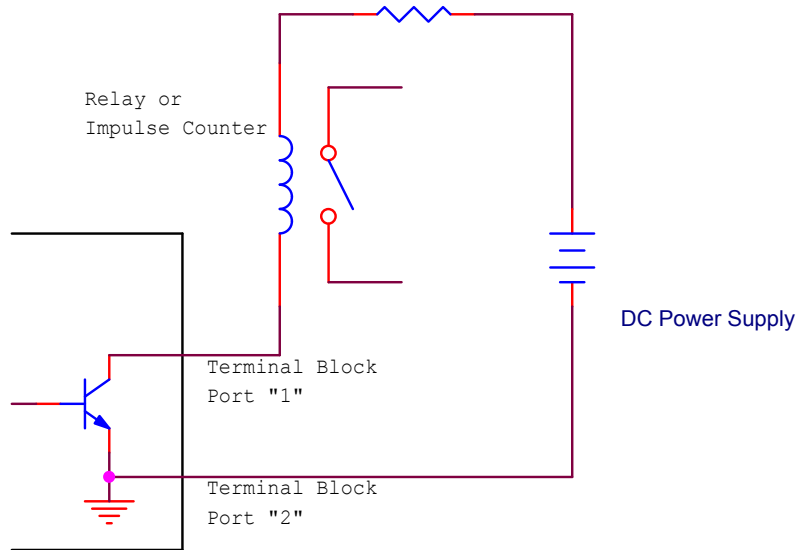 Relay or
Impulse Counter
DC Power Supply
Terminal Block
Port "1"
Terminal Block
Port "2"